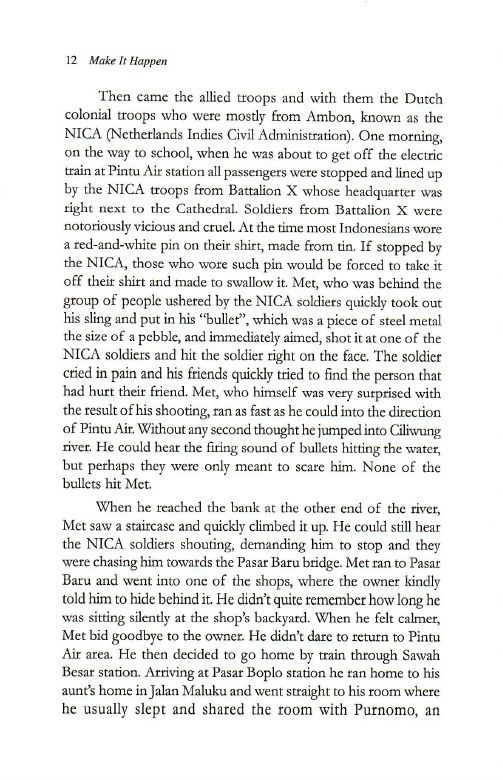 12 Make It Happen
Then came the allied troops and with them the Dutch
colonial troops who were mostly from Ambon, known as the
NICA (Netherlands Indies Civil Administration). One morning,
on the way to school, when he was about to get off the electric
train at Pintu Air station all passengers were stopped and lined up
by the NICA troops from Battalion X whose headquarter was
right next to the Cathedral. Soldiers from Battalion X were
notoriously vicious and cruel. At the time most Indonesians wore
a red-and-white pin on their shirt, made from tin. If stopped by
the NICA, those who wore such pin would be forced to take it
off their shirt and made to swallow it. Met, who was behind the
group of people ushered by the NICA soldiers quickly took out
his sling and put in his “bullet”, which was a piece of steel metal
the size of a pebble, and immediately aimed, shot it at one of the
NICA soldiers and hit the soldier right on the face. The soldier
cried in pain and his friends quickly tried to find the person that
had hurt their friend. Met, who himself was very surprised with
the result of his shooting, ran as fast as he could into the direction
of Pintu Air. Without any second thought he jumped into Ciliwung
river. He could hear the firing sound of bullets hitting the water,
but perhaps they were only meant to scare him. None of the
bullets hit Met.
When he reached the bank at the other end of the river,
Met saw a staircase and quickly climbed it up. He could still hear
the NICA soldiers shouting, demanding him to stop and they
were chasing him towards the Pasar Baru bridge. Met ran to Pasar
Baru and went into one of the shops, where the owner kindly
told him to hide behind it. He didn’t quite remember how long he
was sitting silently at the shop’s backyard. When he felt calmer,
Met bid goodbye to the owner. He didn’t dare to return to Pintu
Air area. He then decided to go home by train through Sawah
Besar station. Arriving at Pasar Boplo station he ran home to his
aunt’s home in Jalan Maluku and went straight to his room where
he usually slept and shared the room with Purnomo, an